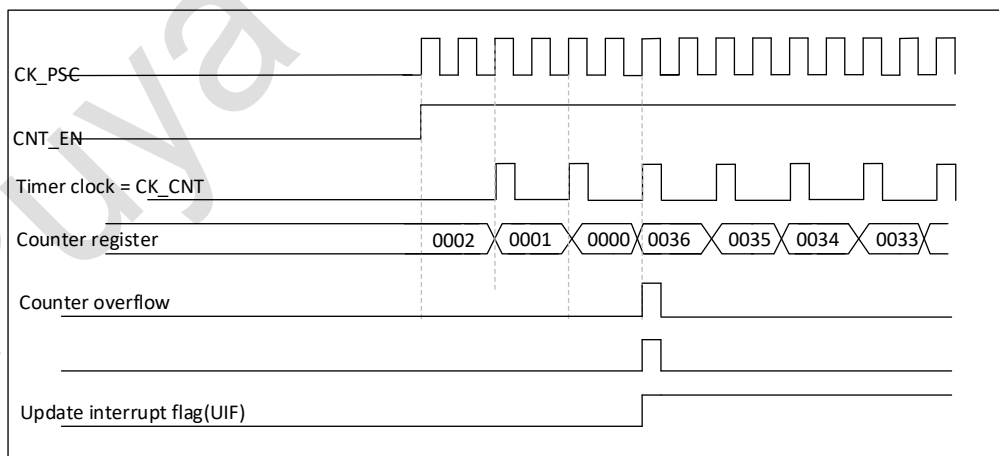 uya
CK_PSC
CNT_EN
Timer clock = CK_CNT
Counter register 0002 0001 0000 0036 0035 0034 0033
Counter overflow
Update interrupt flag(UIF)